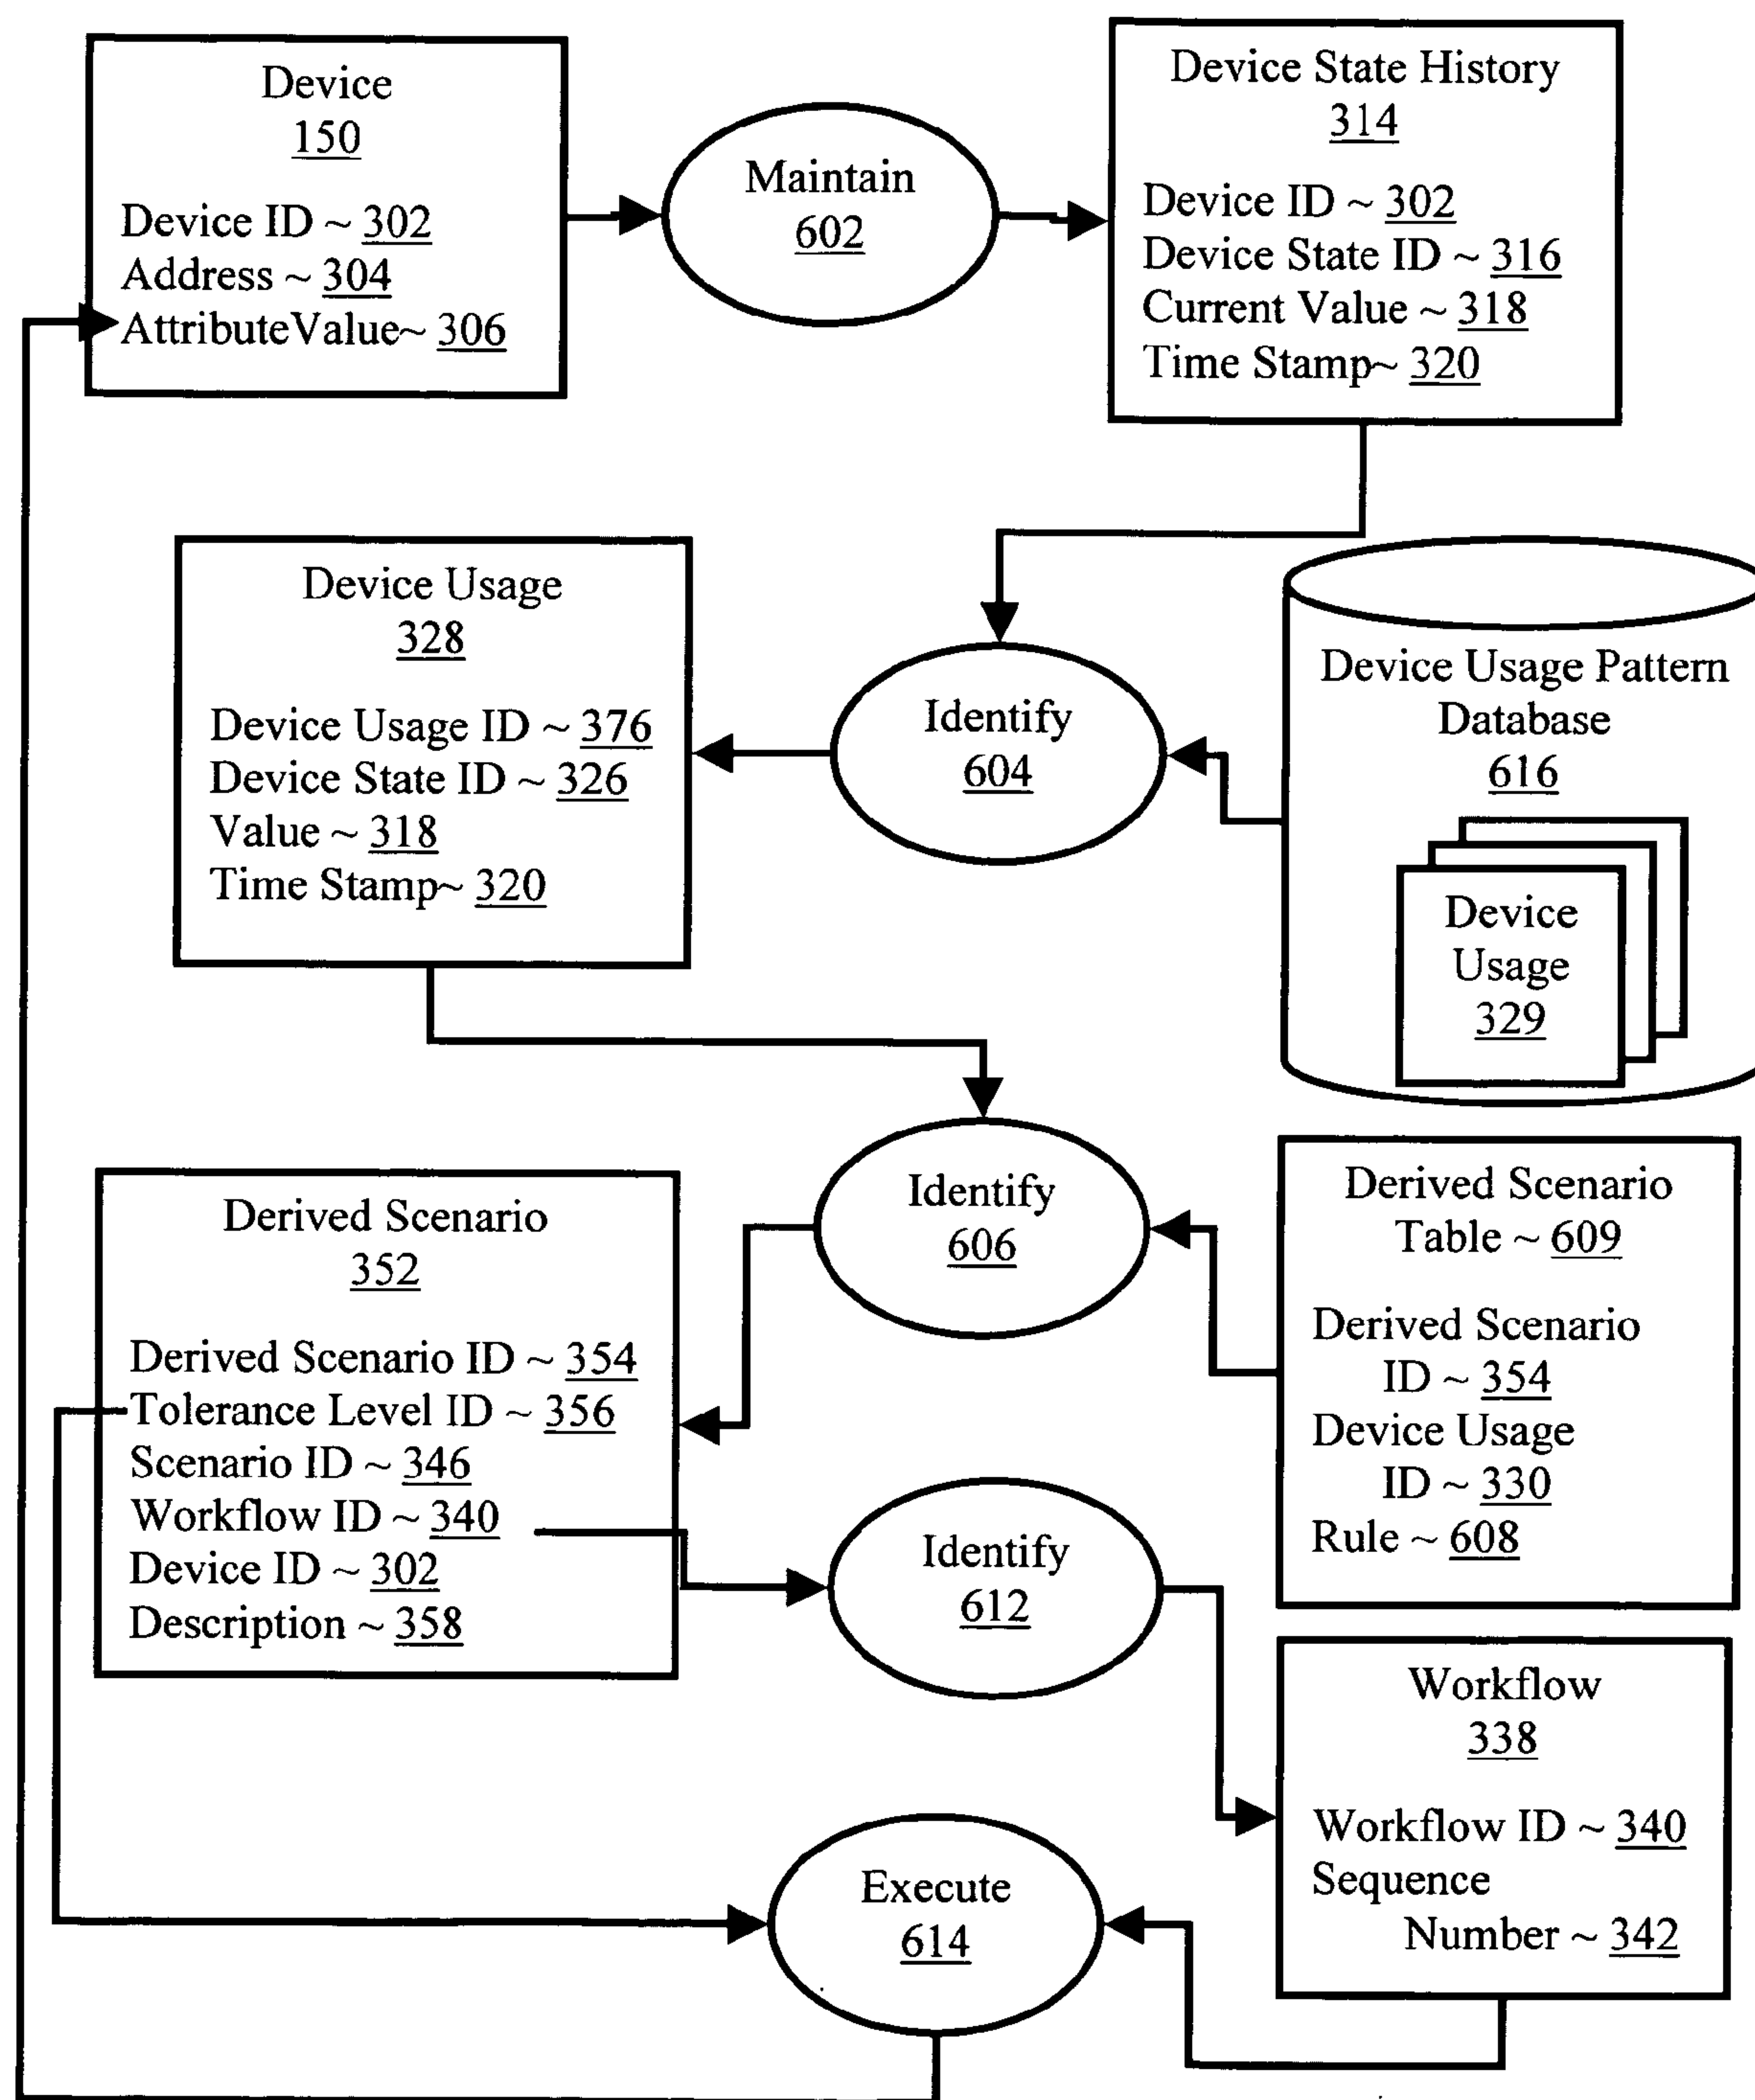 Device
150
Device ID ~ 302
Address ~ 304
AttributeValue~ 306
Maintain
602
Device State History
314
Device ID ~ 302
Device State ID ~ 316
Current Value ~ 318
Time Stamp~ 320
Device Usage
328
Device Usage ID ~ 376
Device State ID ~ 326
Value ~ 318
Time Stamp~ 320
Identify
604
Device Usage Pattern
Database
616
Device
Usage
329
Derived Scenario
352
Derived Scenario ID ~ 354
Tolerance Level ID ~ 356
Scenario ID ~ 346
Workflow ID ~ 340
Device ID ~ 302
Description ~ 358
Identify
606
Derived Scenario
Table ~ 609
Derived Scenario
ID ~ 354
Device Usage
ID ~ 330
Rule ~ 608
Identify
612
Workflow
338
Workflow ID ~ 340
Sequence
Number ~ 342
Execute
614